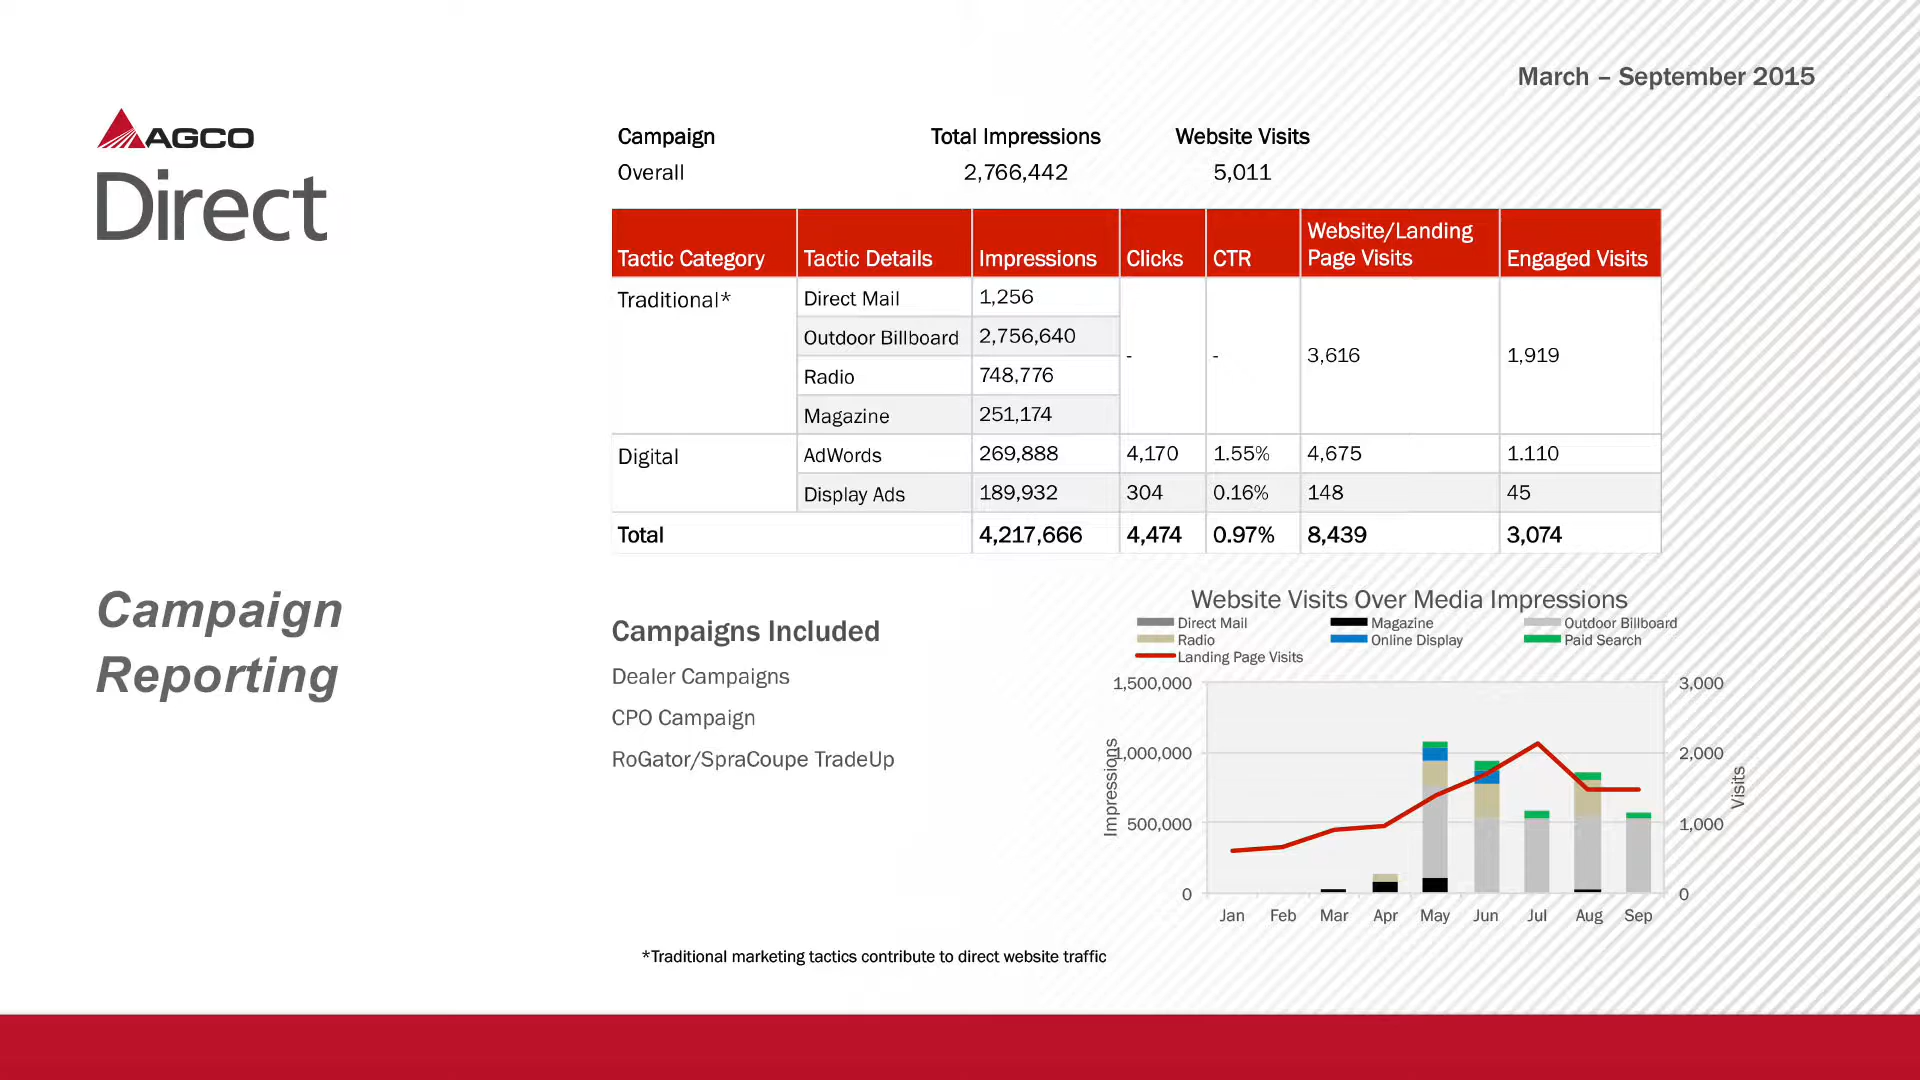 March – September 2015
AGCO
Direct
Campaign Total Impressions Website Visits
Overall 2,766,442 5,011
Tactic Category Tactic Details Impressions Clicks CTR Website/Landing Page Visits Engaged Visits
Traditional* Direct Mail 1,256
Outdoor Billboard 2,756,640
- - 3,616 1,919
Radio 748,776
Magazine 251,174
Digital AdWords 269,888 4,170 1.55% 4,675 1.110
Display Ads 189,932 304 0.16% 148 45
Total 4,217,666 4,474 0.97% 8,439 3,074
Campaign
Reporting
Campaigns Included
Dealer Campaigns
CPO Campaign
RoGator/SpraCoupe TradeUp
Website Visits Over Media Impressions
Direct Mail Magazine Outdoor Billboard
Radio Online Display Paid Search
Landing Page Visits
1,500,000 3,000
1,000,000 2,000
500,000 1,000
0 0
Impressions
Visits
Jan Feb Mar Apr May Jun Jul Aug Sep
*Traditional marketing tactics contribute to direct website traffic